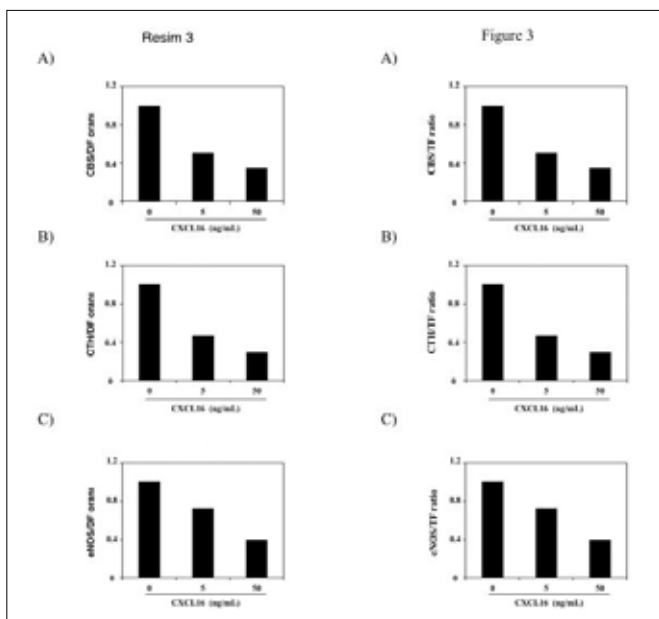 Resim 3
A)
CBS/DF oranı
1.2
0.8
0.4
0
0 5 50
CXCL16 (ng/mL)
B)
CTH/DF oranı
1.2
0.8
0.4
0
0 5 50
CXCL16 (ng/mL)
C)
eNOS/DF oranı
1.2
0.8
0.4
0
0 5 50
CXCL16 (ng/mL)
Figure 3
A)
CBS/TF ratio
1.2
0.8
0.4
0
0 5 50
CXCL16 (ng/mL)
B)
CTH/TF ratio
1.2
0.8
0.4
0
0 5 50
CXCL16 (ng/mL)
C)
eNOS/TF ratio
1.2
0.8
0.4
0
0 5 50
CXCL16 (ng/mL)